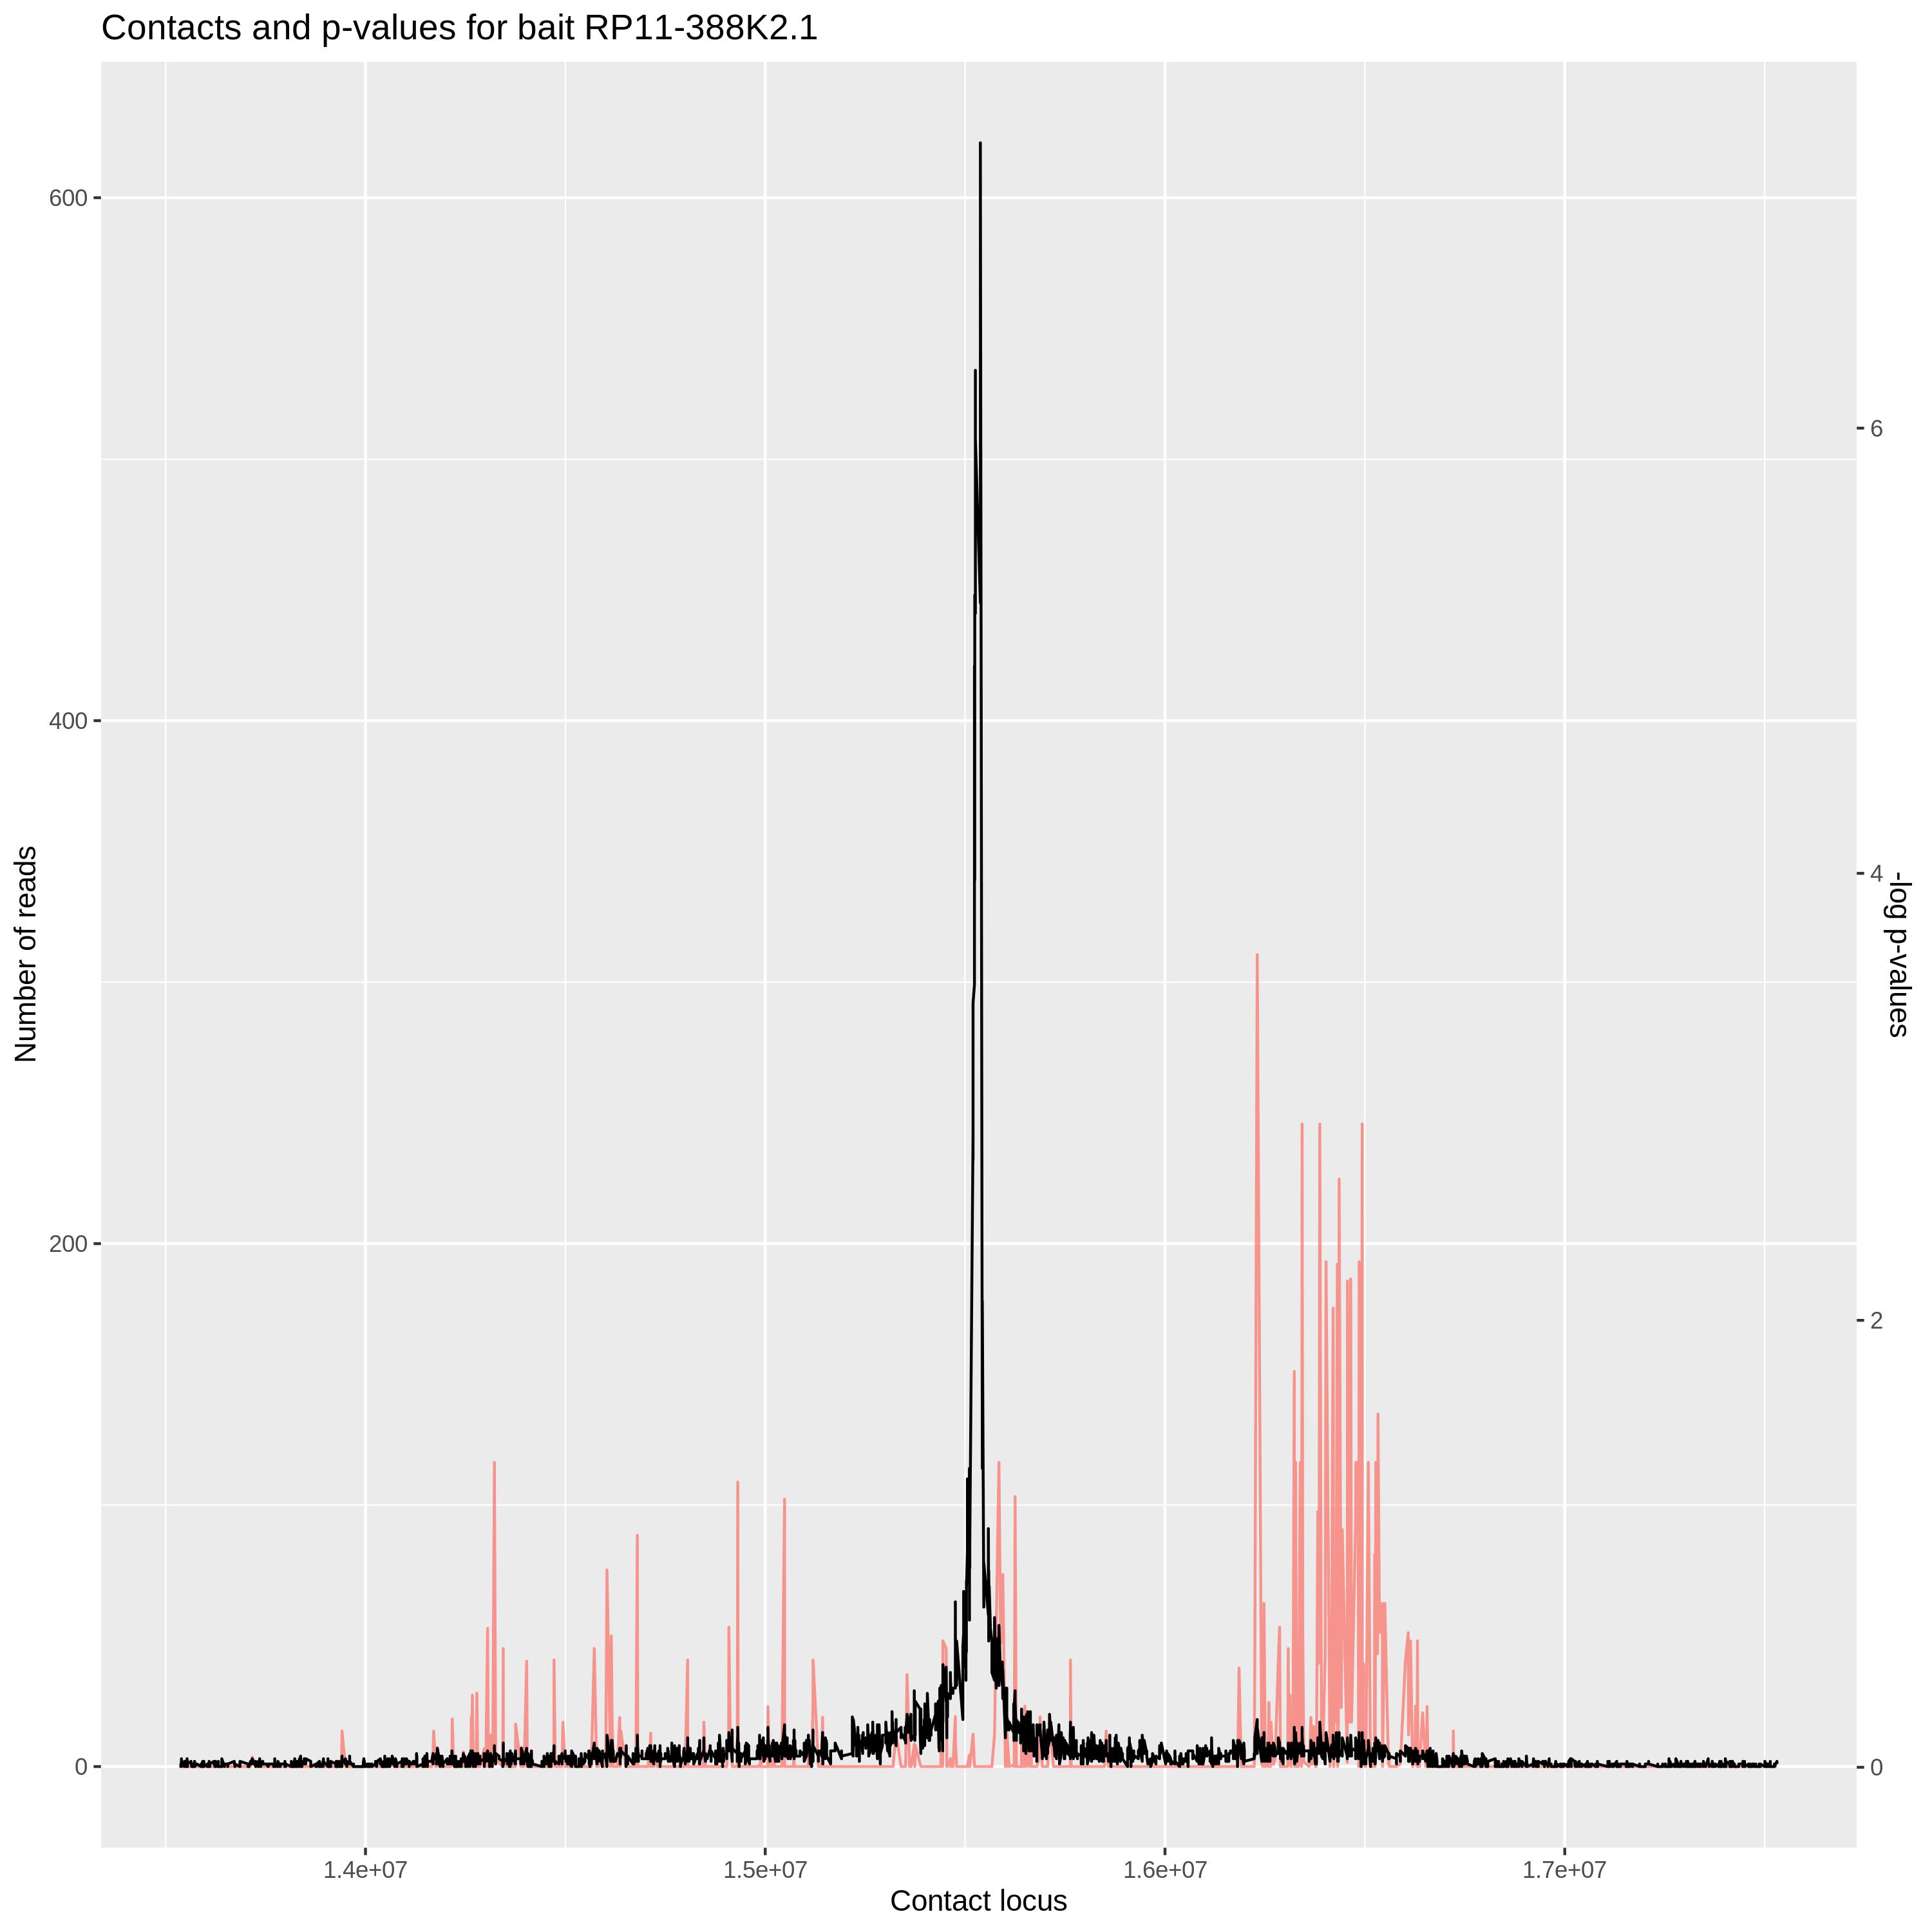 Contacts and p-values for bait RP11-388K2.1
600
400
200
0
Number of reads
6
4
2
0
-log p-values
1.4e+07
1.5e+07
1.6e+07
1.7e+07
Contact locus